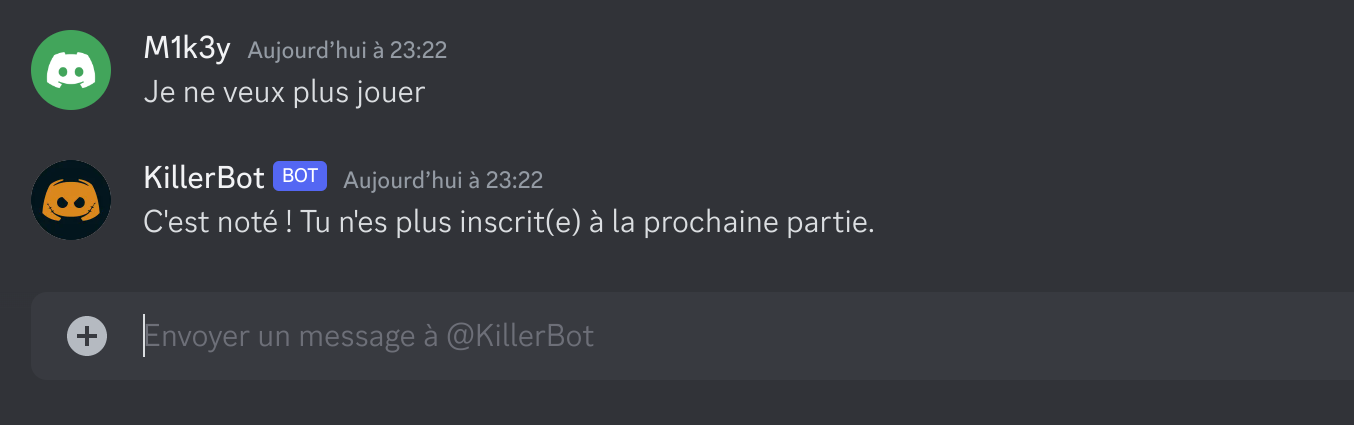 M1k3y Aujourd’hui à 23:22
Je ne veux plus jouer
KillerBot BOT Aujourd’hui à 23:22
C'est noté ! Tu n'es plus inscrit(e) à la prochaine partie.
Envoyer un message à @KillerBot